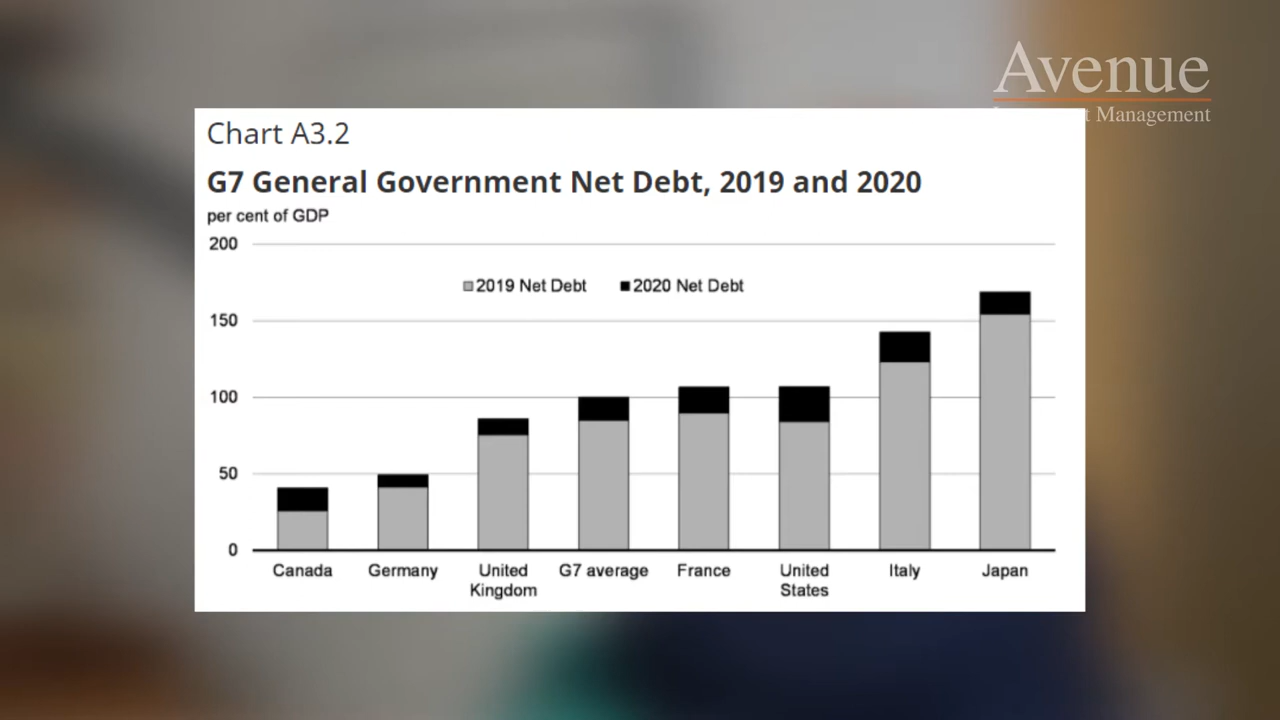 Avenue
t Management
Chart A3.2
G7 General Government Net Debt, 2019 and 2020
per cent of GDP
200
2019 Net Debt 2020 Net Debt
150
100
50
0
Canada Germany United Kingdom G7 average France United States Italy Japan